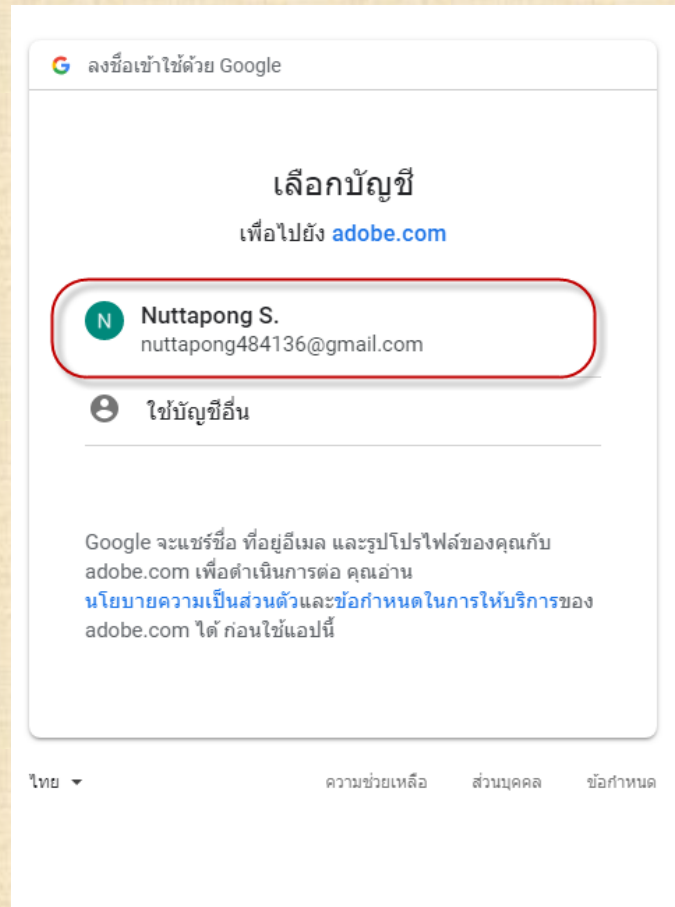 ลงชื่อเข้าใช้ด้วย Google
เลือกบัญชี
เพื่อไปยัง adobe.com
N
Nuttapong S.
nuttapong484136@gmail.com
ใช้บัญชีอื่น
Google จะแชร์ชื่อ ที่อยู่อีเมล และรูปโปรไฟล์ของคุณกับ
adobe.com เพื่อดำเนินการต่อ คุณอ่าน
นโยบายความเป็นส่วนตัวและข้อกำหนดในการให้บริการของ
adobe.com ได้ ก่อนใช้แอปนี้
ไทย ความช่วยเหลือ ส่วนบุคคล ข้อกำหนด